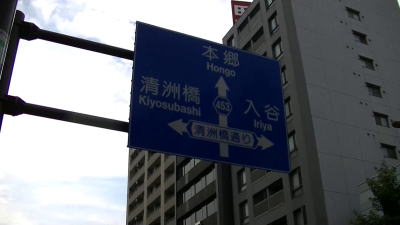 本郷
Hongo
清洲橋
Kiyosubashi
入谷
Iriya
453
清洲橋通り